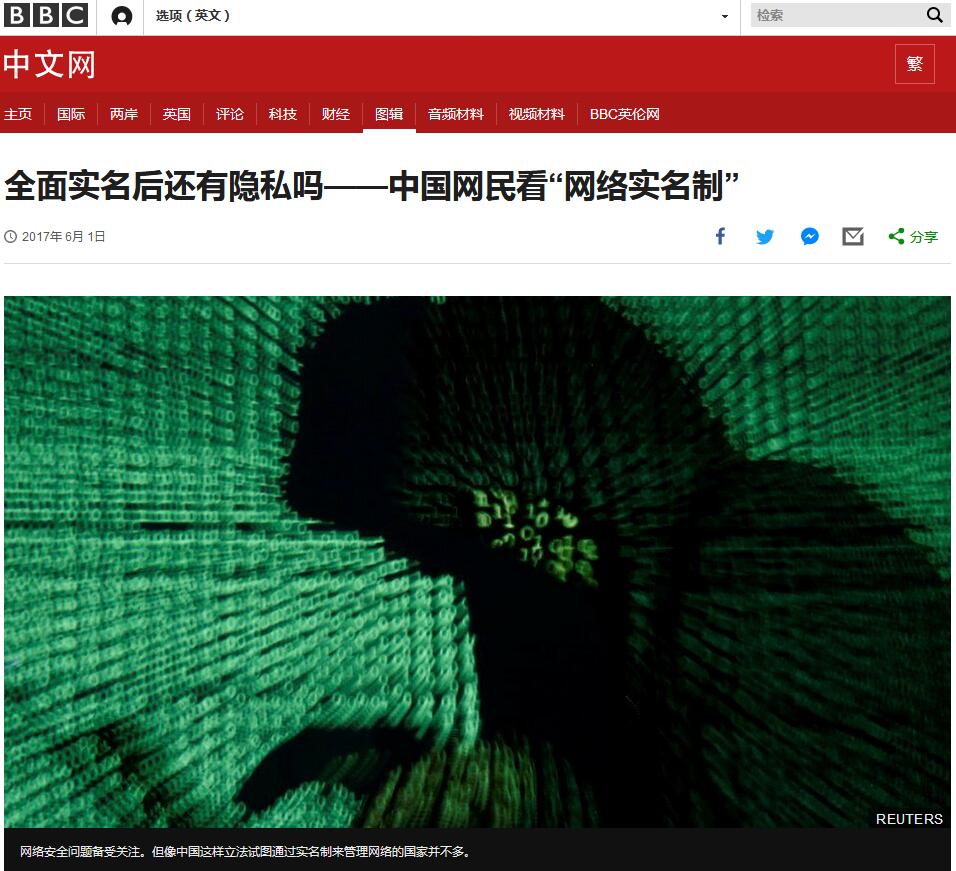 BBC 选项（英文） 检索
中文网 繁
主页 国际 两岸 英国 评论 科技 财经 图辑 音频材料 视频材料 BBC英伦网
全面实名后还有隐私吗——中国网民看“网络实名制”
2017年 6月 1日 分享
REUTERS
网络安全问题备受关注。但像中国这样立法试图通过实名制来管理网络的国家并不多。